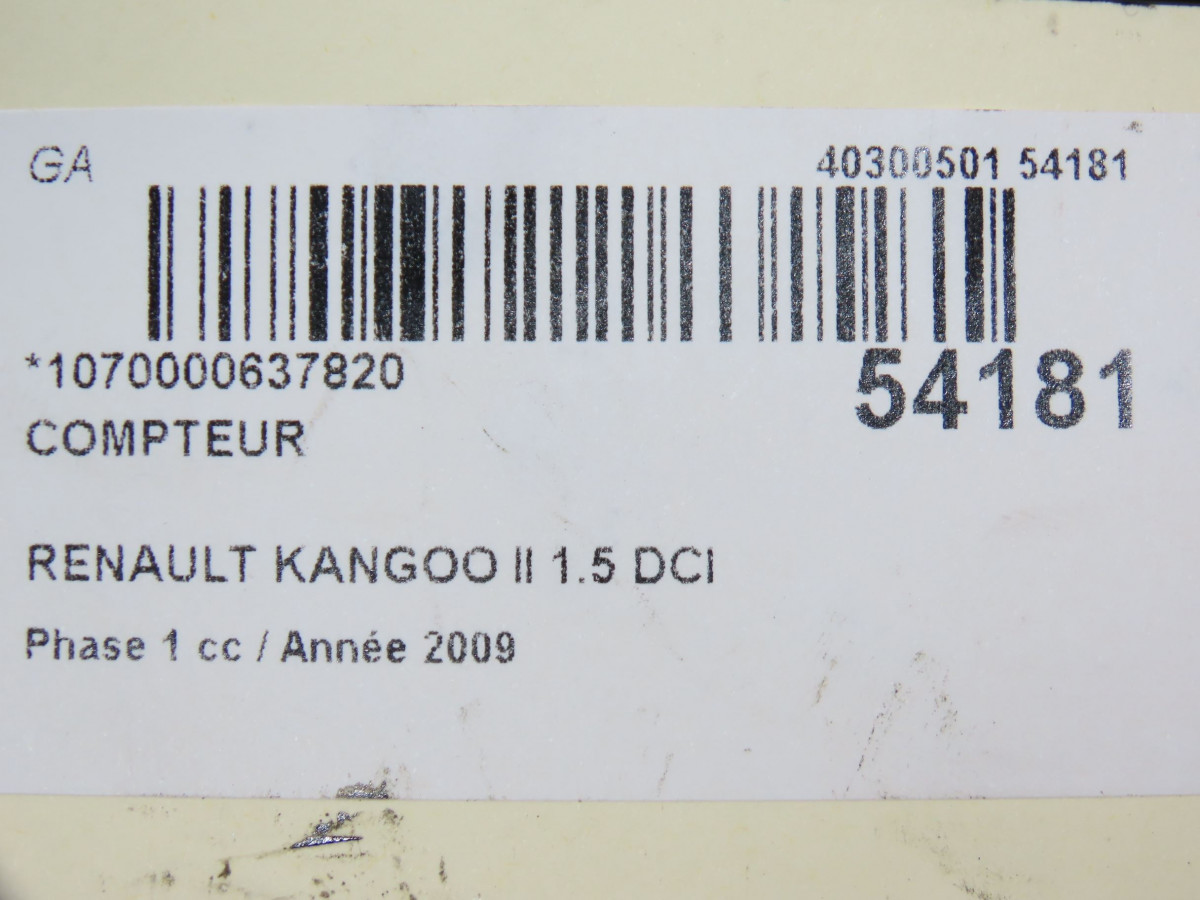 GA
40300501 54181
*1070000637820
54181
COMPTEUR
RENAULT KANGOO II 1.5 DCI
Phase 1 cc / Année 2009